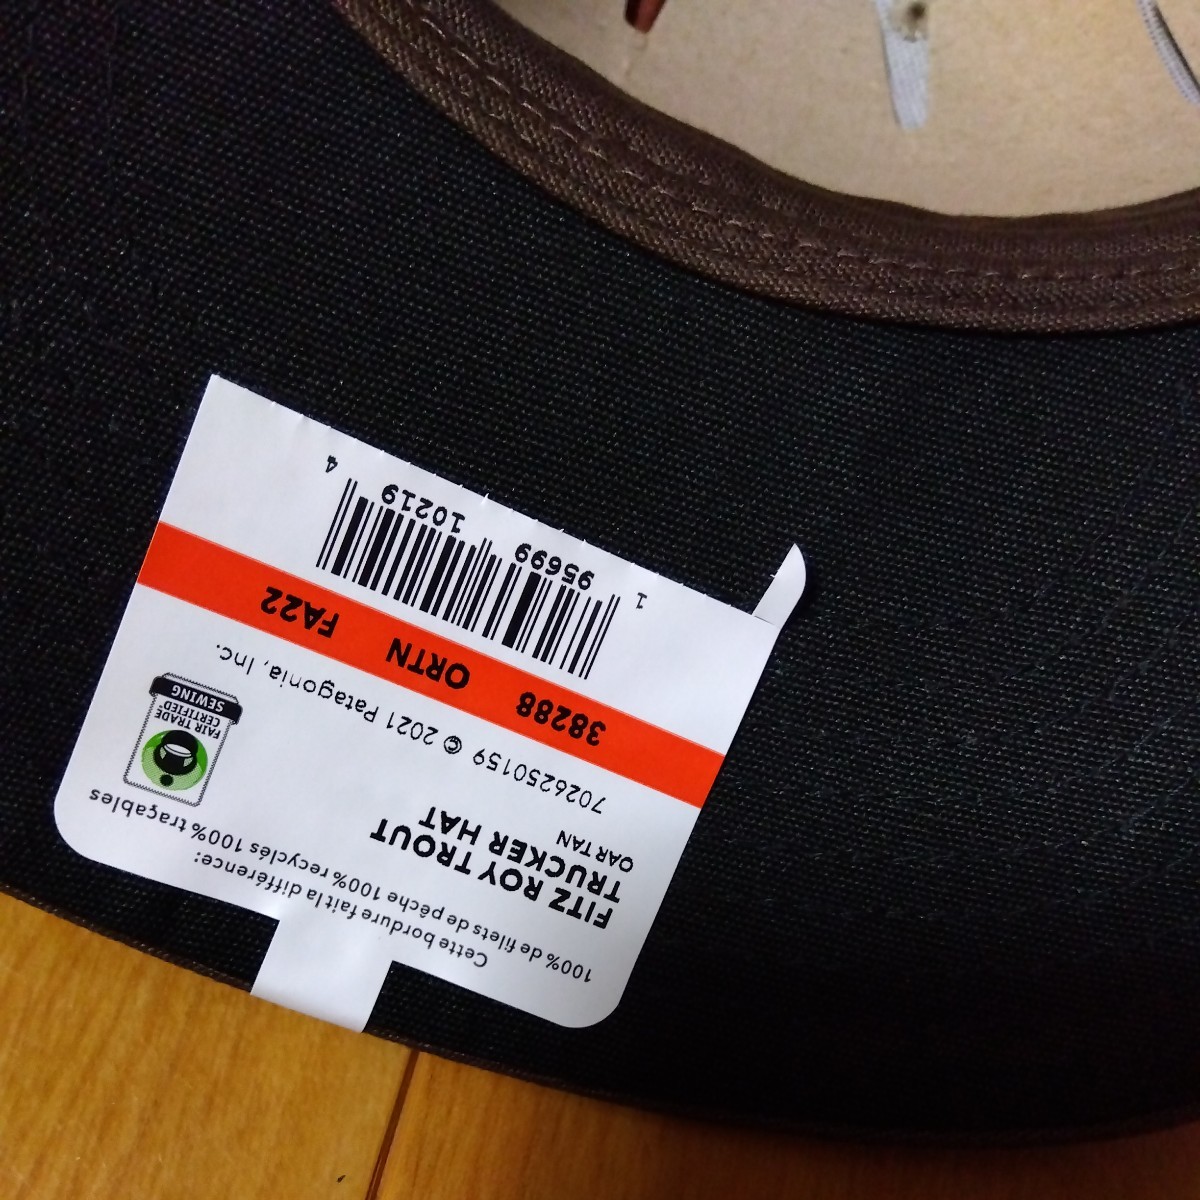 Cette bordure fait la différence:
100% de filets de pêche 100% recyclés 100% traçables
FITZ ROY TROUT
TRUCKER HAT
OAR TAN
FAIR TRADE
CERTIFIED
SEWING
7026250159 © 2021 Patagonia, Inc.
38288 ORTN FA22
1 95699 10219 4